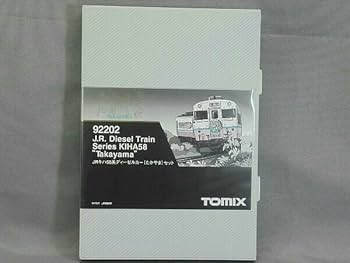 92202
J.R. Diesel Train
Series KIHA58
"Takayama"
JRキハ58系ディーゼルカー(たかやま)セット
TOMIX